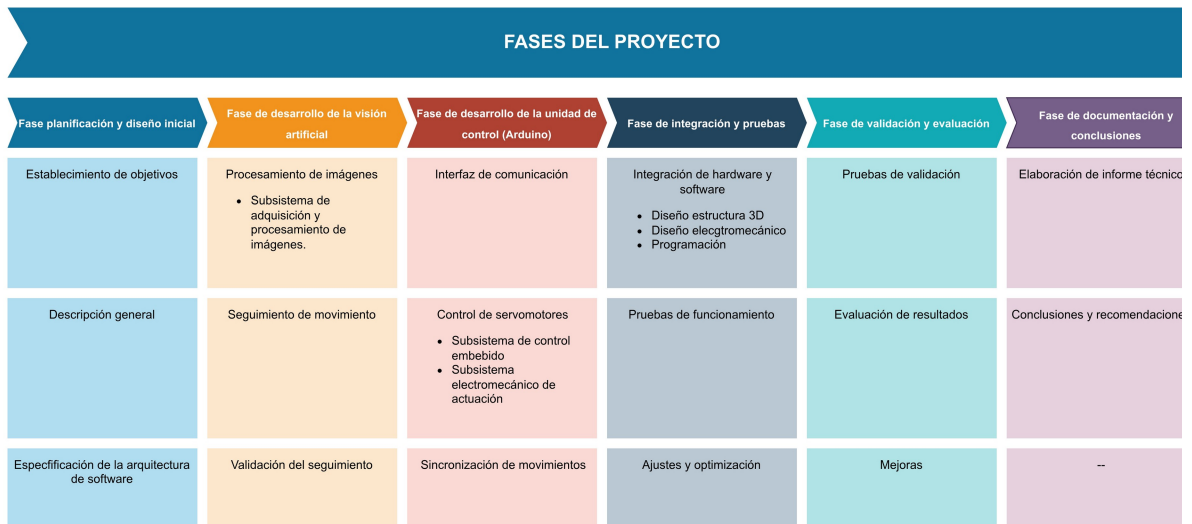 FASES DEL PROYECTO
Fase planificación y diseño inicial
Fase de desarrollo de la visión
artificial
Fase de desarrollo de la unidad de
control (Arduino)
Fase de integración y pruebas
Fase de validación y evaluación
Fase de documentación y
conclusiones
Establecimiento de objetivos
Procesamiento de imágenes
• Subsistema de
adquisición y
procesamiento de
imágenes.
Interfaz de comunicación
Integración de hardware y
software
• Diseño estructura 3D
• Diseño elecgtromecánico
• Programación
Pruebas de validación
Elaboración de informe técnico
Descripción general
Seguimiento de movimiento
Control de servomotores
• Subsistema de control
embebido
• Subsistema
electromecánico de
actuación
Pruebas de funcionamiento
Evaluación de resultados
Conclusiones y recomendacione
Especfificación de la arquitectura
de software
Validación del seguimiento
Sincronización de movimientos
Ajustes y optimización
Mejoras
--